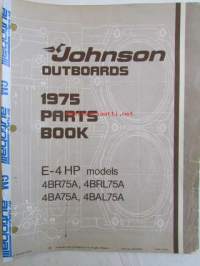 Johnson
OUTBOARDS
1975
PARTS
BOOK
E-4 HP models
4BR75A, 4BRL75A
4BA75A, 4BAL75A